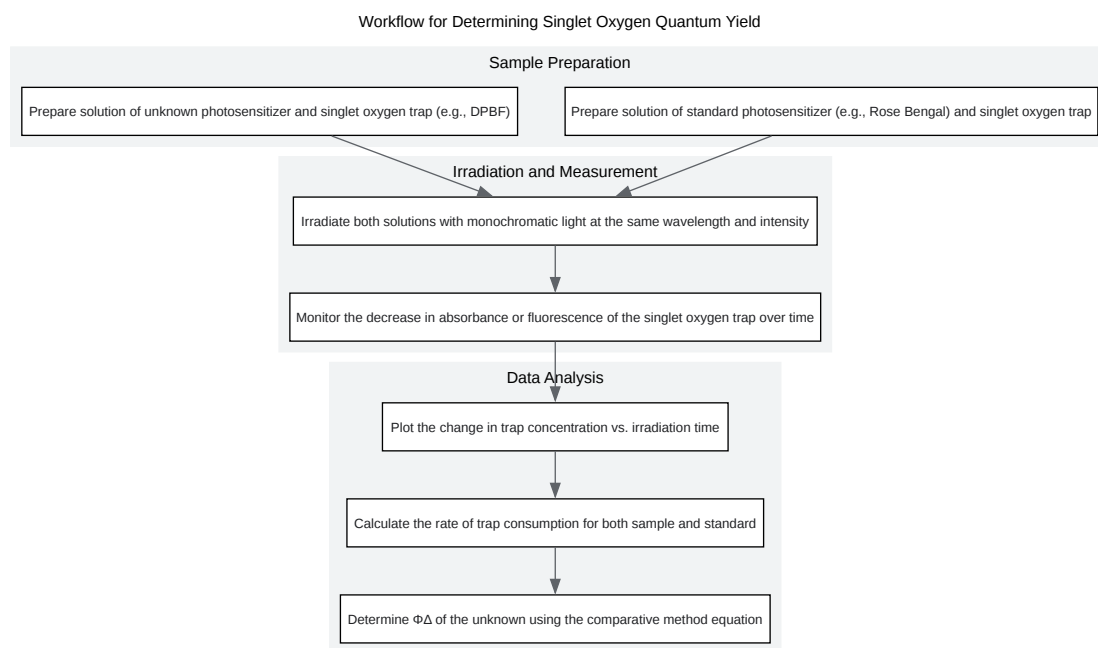 Workflow for Determining Singlet Oxygen Quantum Yield
Sample Preparation
Prepare solution of unknown photosensitizer and singlet oxygen trap (e.g., DPBF)
Prepare solution of standard photosensitizer (e.g., Rose Bengal) and singlet oxygen trap
Irradiation and Measurement
Irradiate both solutions with monochromatic light at the same wavelength and intensity
Monitor the decrease in absorbance or fluorescence of the singlet oxygen trap over time
Data Analysis
Plot the change in trap concentration vs. irradiation time
Calculate the rate of trap consumption for both sample and standard
Determine ΦΔ of the unknown using the comparative method equation